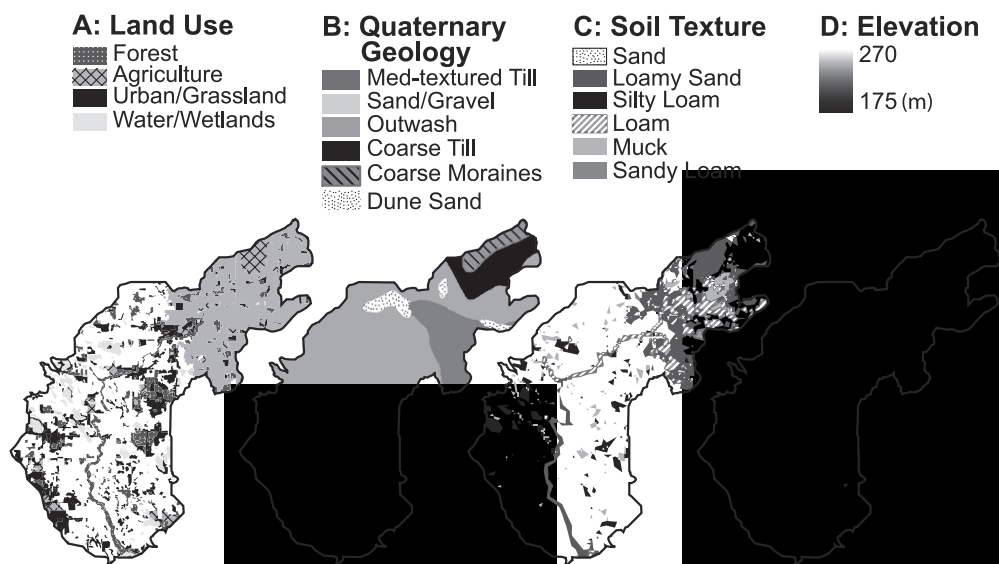 A: Land Use
Forest
Agriculture
Urban/Grassland
Water/Wetlands
B: Quaternary
Geology
Med-textured Till
Sand/Gravel
Outwash
Coarse Till
Coarse Moraines
Dune Sand
C: Soil Texture
Sand
Loamy Sand
Silty Loam
Loam
Muck
Sandy Loam
D: Elevation
270
175 (m)